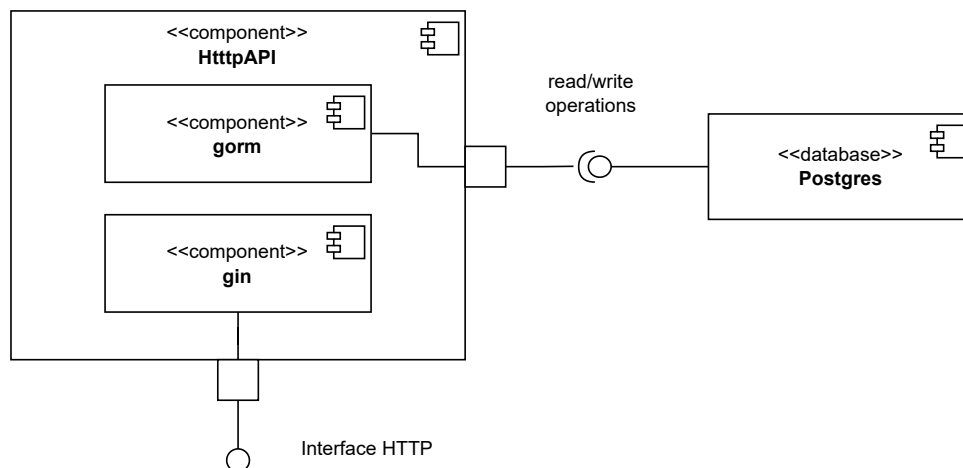 <<component>>
HtttpAPI
<<component>>
gorm
<<component>>
gin
read/write
operations
<<database>>
Postgres
Interface HTTP